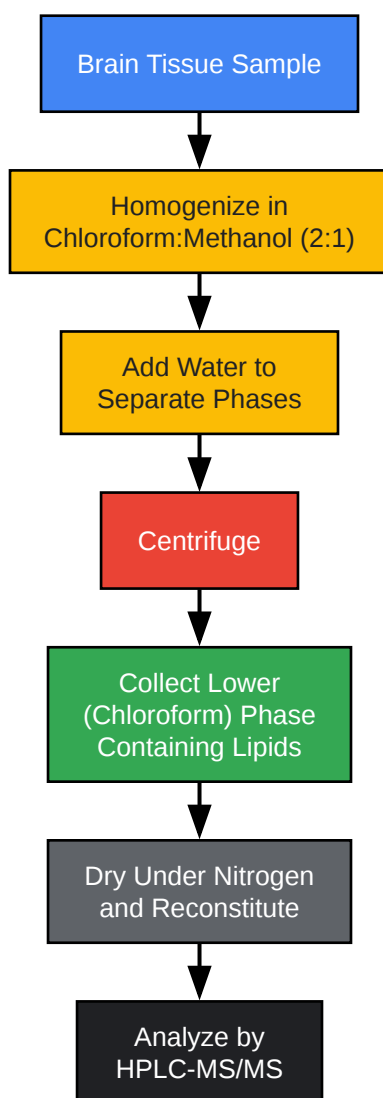 Brain Tissue Sample
Homogenize in
Chloroform:Methanol (2:1)
Add Water to
Separate Phases
Centrifuge
Collect Lower
(Chloroform) Phase
Containing Lipids
Dry Under Nitrogen
and Reconstitute
Analyze by
HPLC-MS/MS